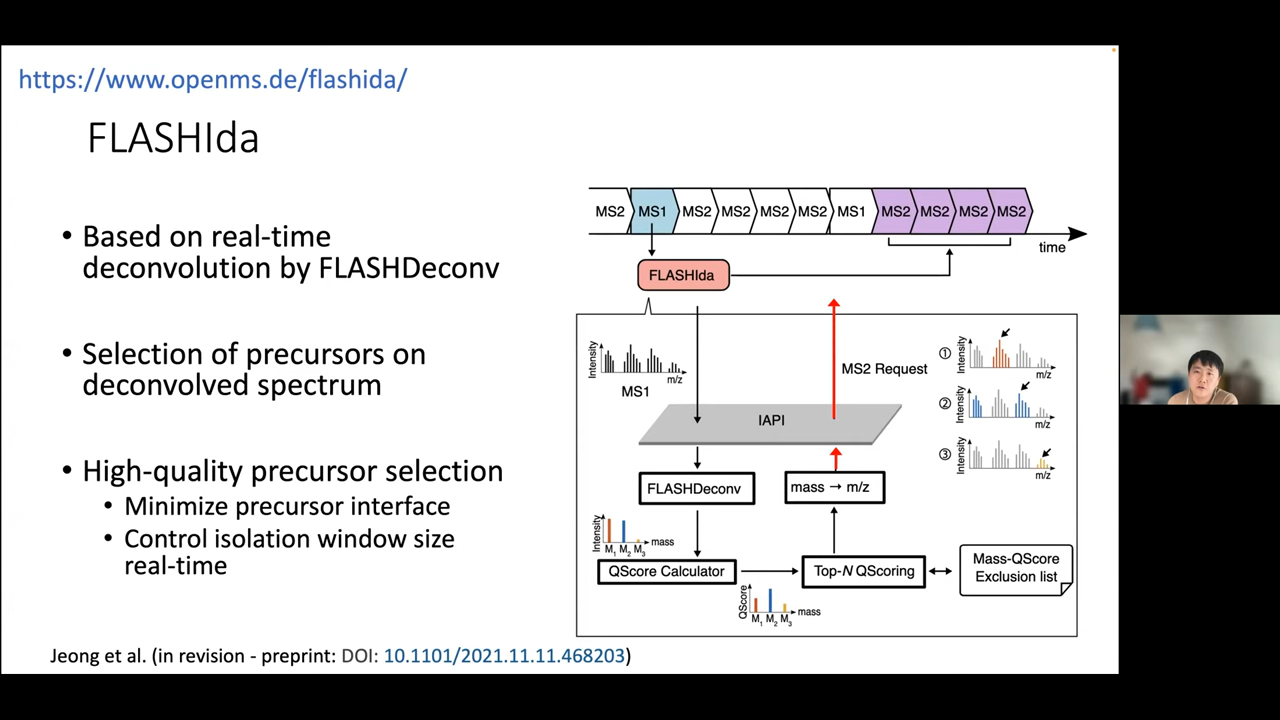 https://www.openms.de/flashida/
FLASHIda
• Based on real-time
deconvolution by FLASHDeconv
• Selection of precursors on
deconvolved spectrum
• High-quality precursor selection
• Minimize precursor interface
• Control isolation window size
real-time
MS2 MS1 MS2 MS2 MS2 MS2 MS1 MS2 MS2 MS2 MS2
time
FLASHIda
Intensity
m/z
MS1
MS2 Request
① Intensity m/z
② Intensity m/z
③ Intensity m/z
IAPI
FLASHDeconv
mass → m/z
Intensity
mass
M1 M2 M3
QScore Calculator
Top-N QScoring
Mass-QScore
Exclusion list
QScore
mass
M1 M2 M3
Jeong et al. (in revision - preprint: DOI: 10.1101/2021.11.11.468203)